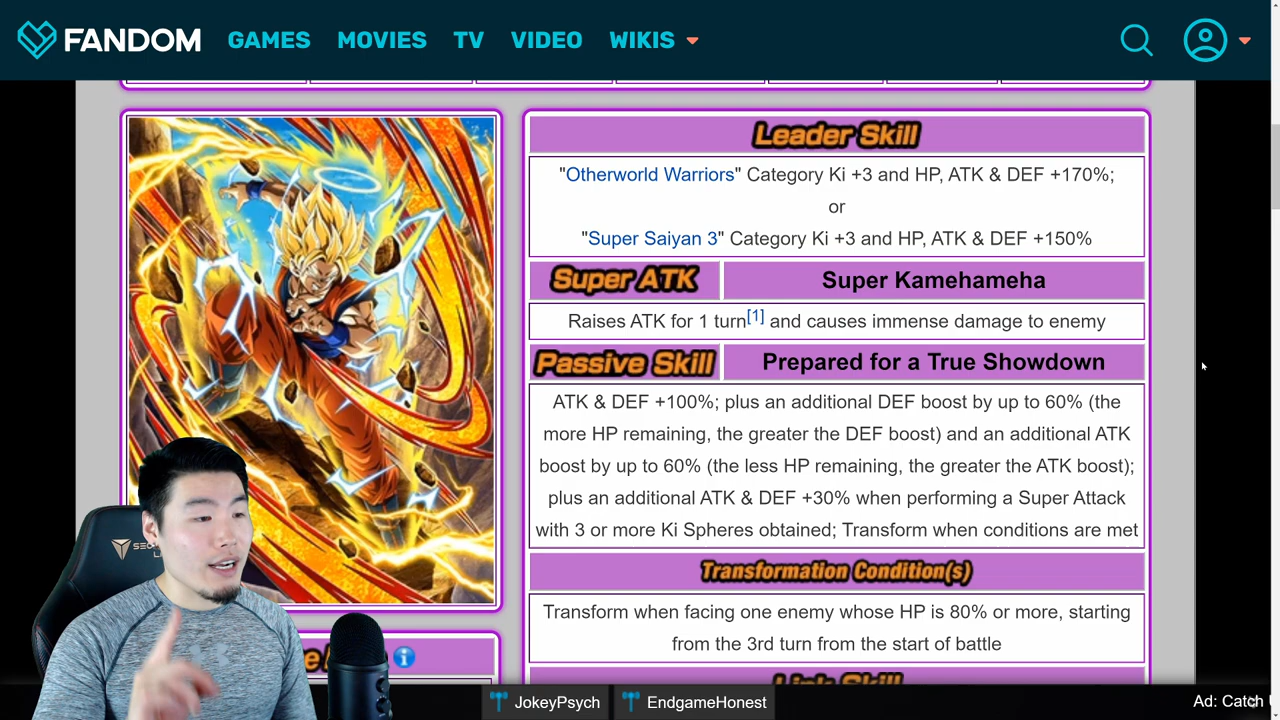 FANDOM GAMES MOVIES TV VIDEO WIKIS
Leader Skill
"Otherworld Warriors" Category Ki +3 and HP, ATK & DEF +170%;
or
"Super Saiyan 3" Category Ki +3 and HP, ATK & DEF +150%
Super ATK Super Kamehameha
Raises ATK for 1 turn[1] and causes immense damage to enemy
Passive Skill Prepared for a True Showdown
ATK & DEF +100%; plus an additional DEF boost by up to 60% (the
more HP remaining, the greater the DEF boost) and an additional ATK
boost by up to 60% (the less HP remaining, the greater the ATK boost);
plus an additional ATK & DEF +30% when performing a Super Attack
with 3 or more Ki Spheres obtained; Transform when conditions are met
Transformation Condition(s)
Transform when facing one enemy whose HP is 80% or more, starting
from the 3rd turn from the start of battle
Link Skill
JokeyPsych EndgameHonest
Ad: Catch